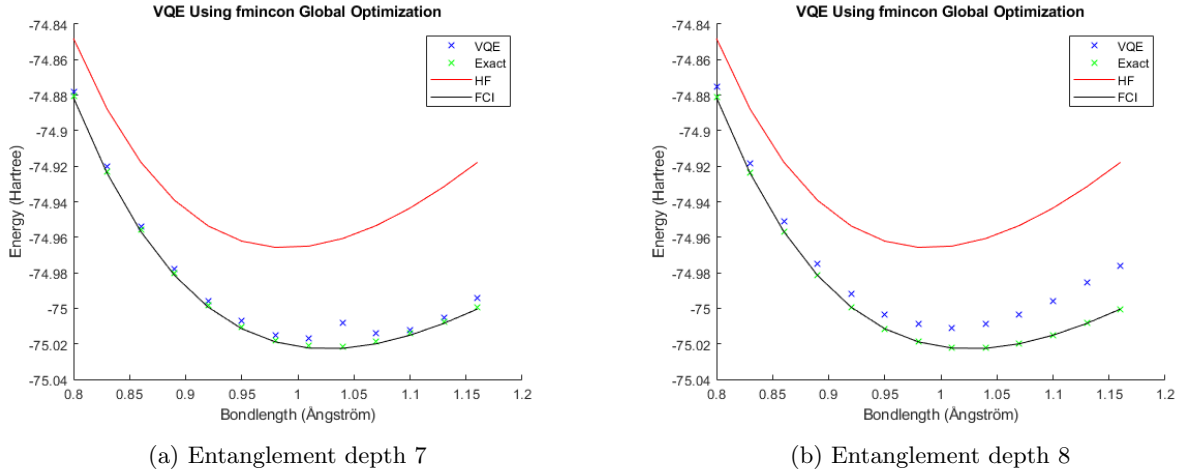 VQE Using fmincon Global Optimization
-74.84
-74.86
-74.88
-74.9
-74.92
-74.94
-74.96
-74.98
-75
-75.02
-75.04
Energy (Hartree)
VQE
Exact
HF
FCI
0.8 0.85 0.9 0.95 1 1.05 1.1 1.15 1.2
Bondlength (Ångström)
(a) Entanglement depth 7
VQE Using fmincon Global Optimization
-74.84
-74.86
-74.88
-74.9
-74.92
-74.94
-74.96
-74.98
-75
-75.02
-75.04
Energy (Hartree)
VQE
Exact
HF
FCI
0.8 0.85 0.9 0.95 1 1.05 1.1 1.15 1.2
Bondlength (Ångström)
(b) Entanglement depth 8